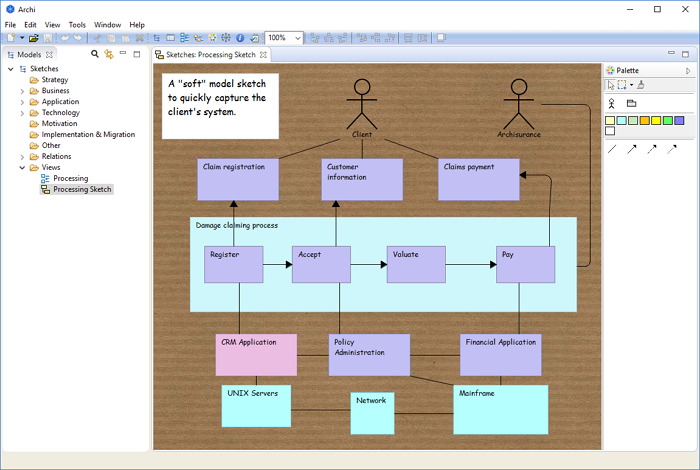 Archi
File Edit View Tools Window Help
100%
Models
Sketches
Strategy
Business
Application
Technology
Motivation
Implementation & Migration
Other
Relations
Views
Processing
Processing Sketch
Sketches: Processing Sketch
A "soft" model sketch
to quickly capture the
client's system.
Client
Archisurance
Claim registration
Customer
information
Claims payment
Damage claiming process
Register
Accept
Valuate
Pay
CRM Application
Policy
Administration
Financial Application
UNIX Servers
Network
Mainframe
Palette